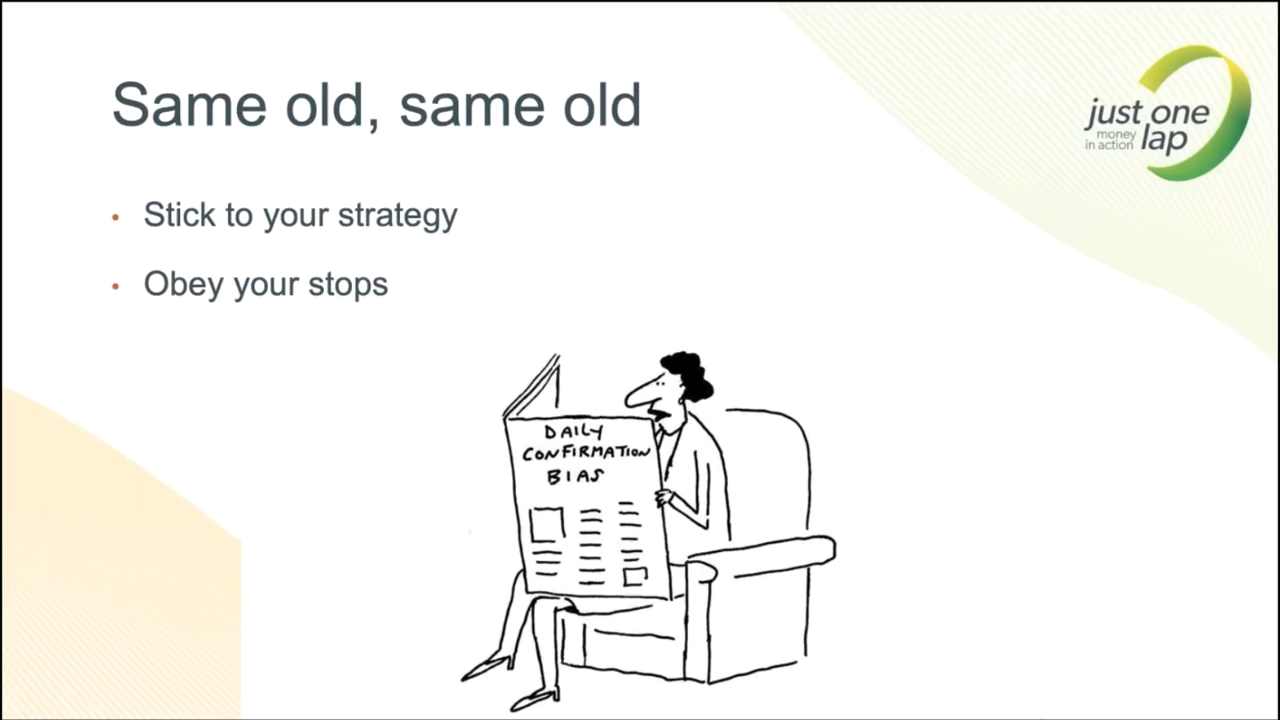 Same old, same old
just one
money
in action lap
• Stick to your strategy
• Obey your stops
DAILY
CONFIRMATION
BIAS